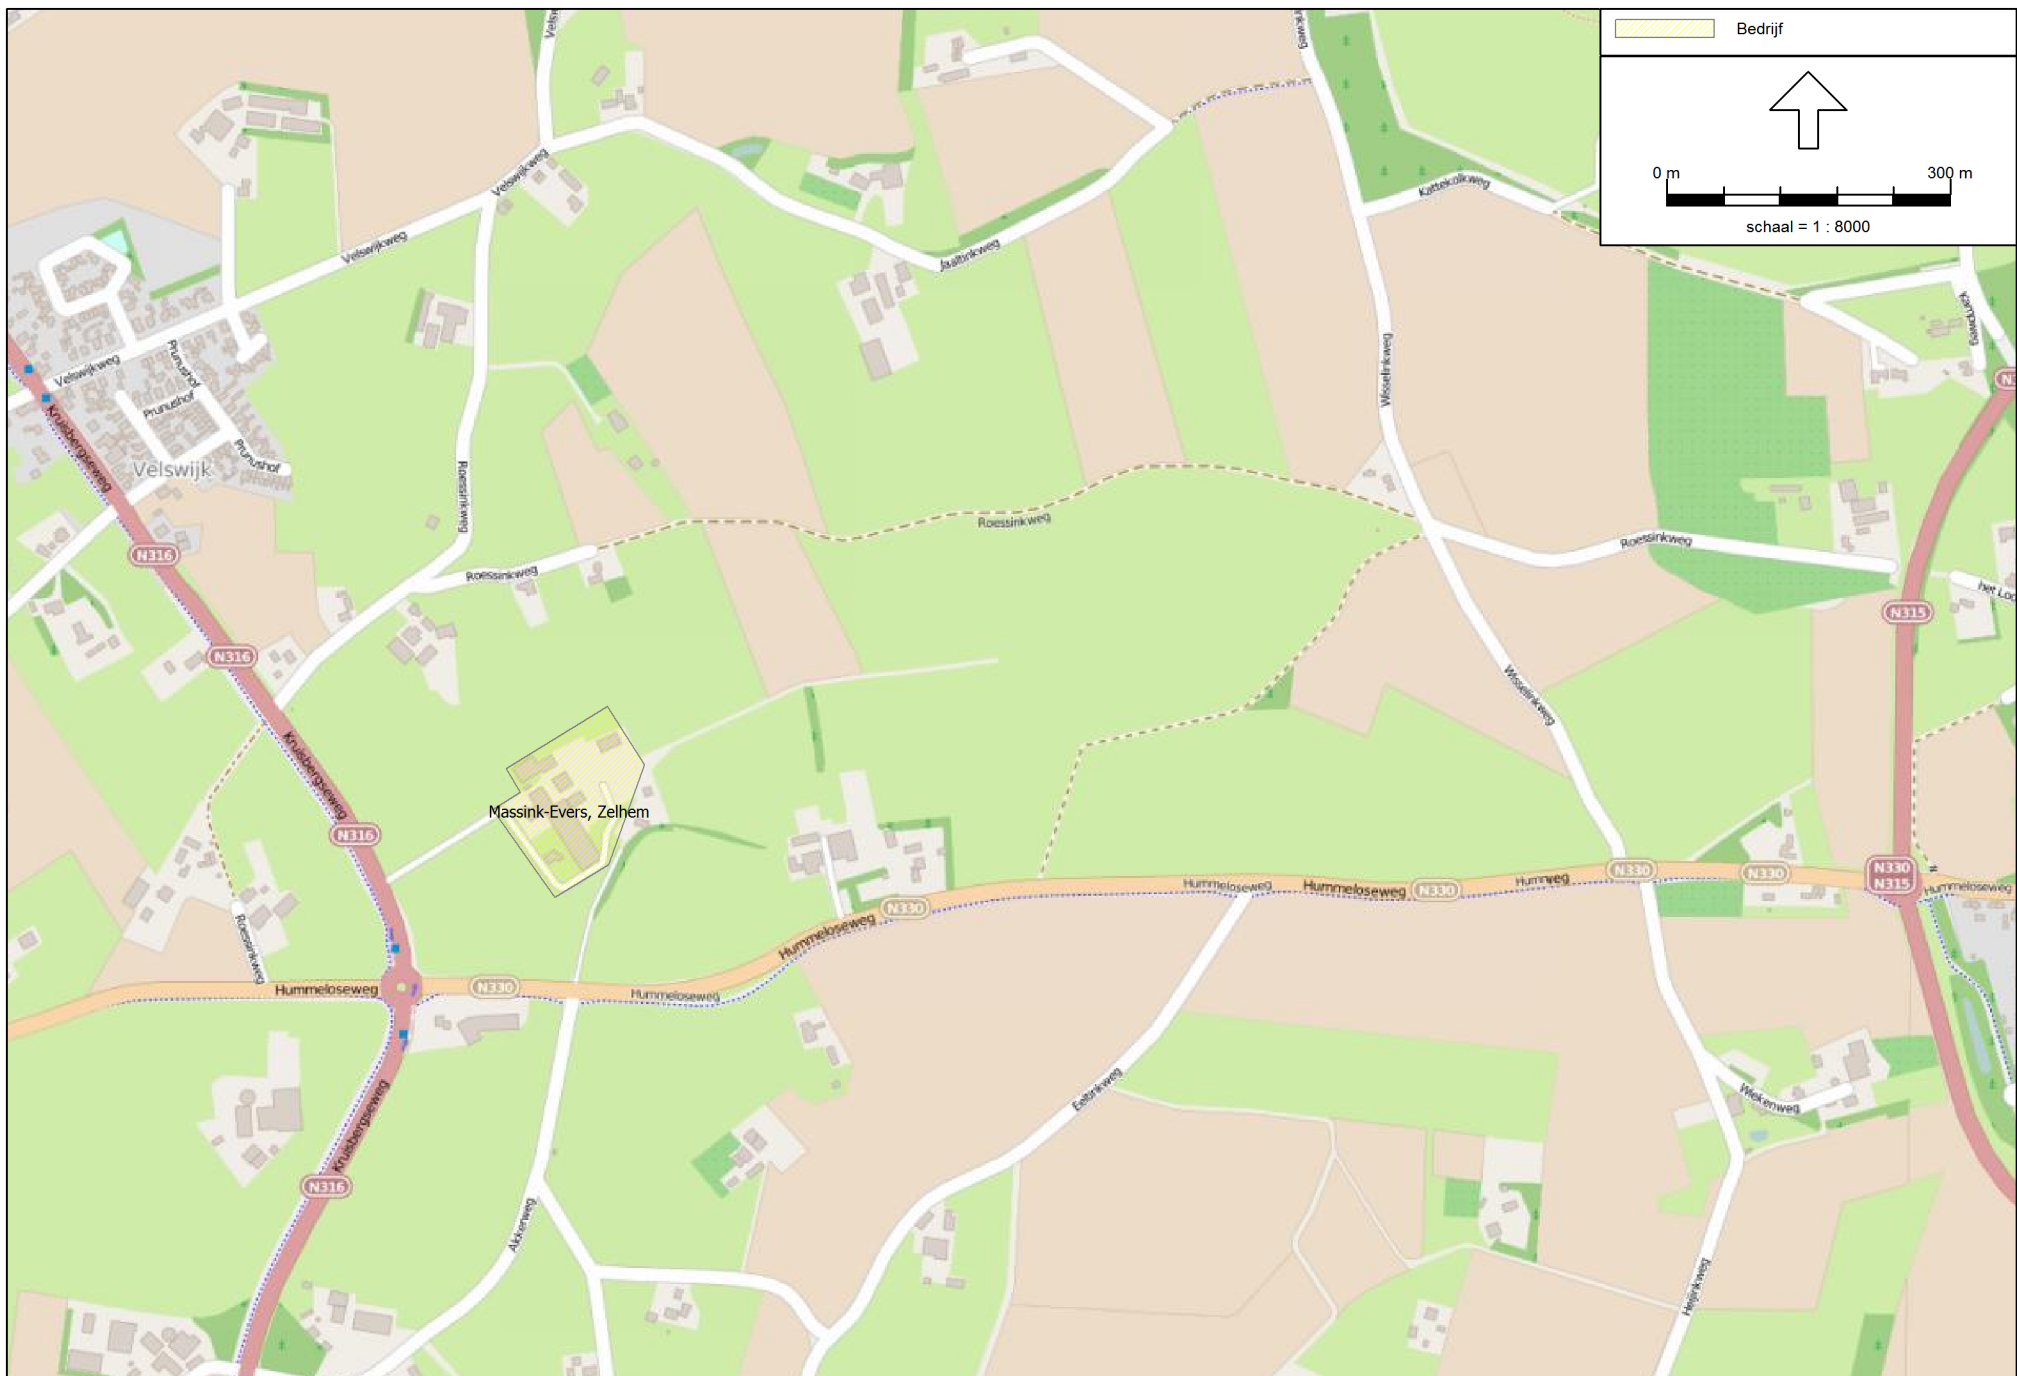 Bedrijf
0 m
300 m
schaal = 1 : 8000
Velswijkweg
Velswijkweg
Velswijkweg
Jaaltinkweg
Kattekolkweg
Kampweg
Prunushof
Prunushof
Prunushof
Velswijk
Kruisbergseweg
Roessinkweg
Roessinkweg
Roessinkweg
Roessinkweg
Wisselinkweg
Wisselinkweg
N316
N316
N315
Kruisbergseweg
N316
Massink-Evers, Zelhem
Roessinkweg
Hummeloseweg
N330
Hummeloseweg
Hummeloseweg
N330
Hummeloseweg
Hummeloseweg
N330
N330
N330
N330
N315
Hummeloseweg
Eeltinkweg
Wiekenweg
Kruisbergseweg
N316
Akkerweg
Heijinkweg